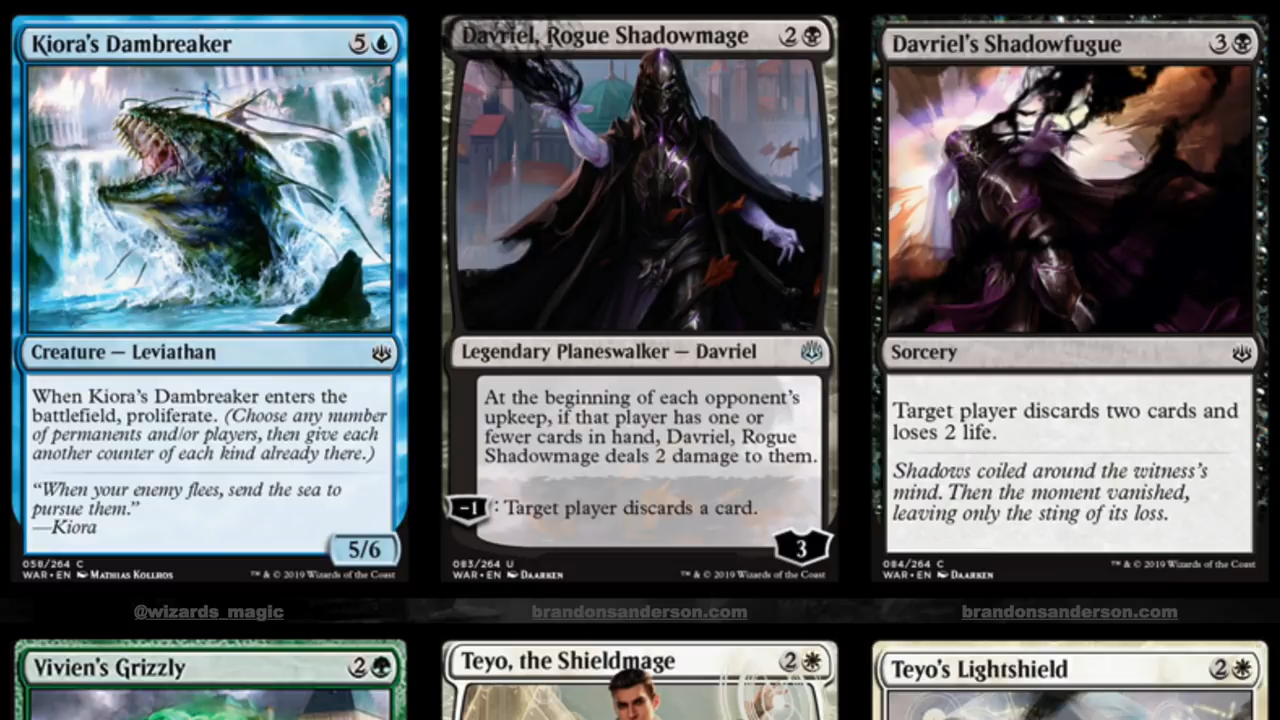 Kiora's Dambreaker 5
Creature — Leviathan
When Kiora's Dambreaker enters the
battlefield, proliferate. (Choose any number
of permanents and/or players, then give each
another counter of each kind already there.)
"When your enemy flees, send the sea to
pursue them."
—Kiora
5/6
058/264 C
WAR • EN Mathias Kollros ™ & © 2019 Wizards of the Coast
@wizards_magic
Davriel, Rogue Shadowmage 2
Legendary Planeswalker — Davriel
At the beginning of each opponent's
upkeep, if that player has one or
fewer cards in hand, Davriel, Rogue
Shadowmage deals 2 damage to them.
-1 : Target player discards a card.
3
083/264 U
WAR • EN Daarken ™ & © 2019 Wizards of the Coast
brandonsanderson.com
Davriel's Shadowfugue 3
Sorcery
Target player discards two cards and
loses 2 life.
Shadows coiled around the witness's
mind. Then the moment vanished,
leaving only the sting of its loss.
084/264 C
WAR • EN Daarken ™ & © 2019 Wizards of the Coast
brandonsanderson.com
Vivien's Grizzly 2
Teyo, the Shieldmage 2
Teyo's Lightshield 2